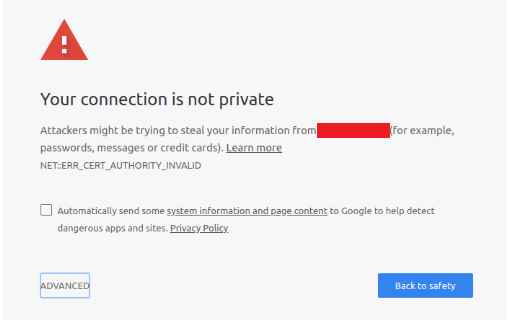 Your connection is not private
Attackers might be trying to steal your information from (for example,
passwords, messages or credit cards). Learn more
NET::ERR_CERT_AUTHORITY_INVALID
Automatically send some system information and page content to Google to help detect
dangerous apps and sites. Privacy Policy
ADVANCED
Back to safety